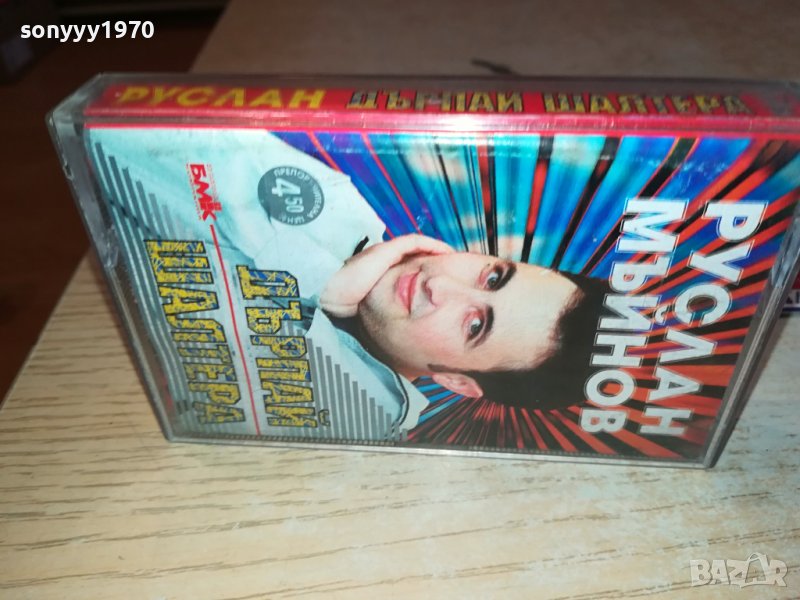 sonyyy1970
РУСЛАН ДЪРПАЙ ШАЛТЕРА
РУСЛАН
МЪЙНОВ
БМК
4.50
ДЪРПАЙ
ШАЛТЕРА
BAZAR